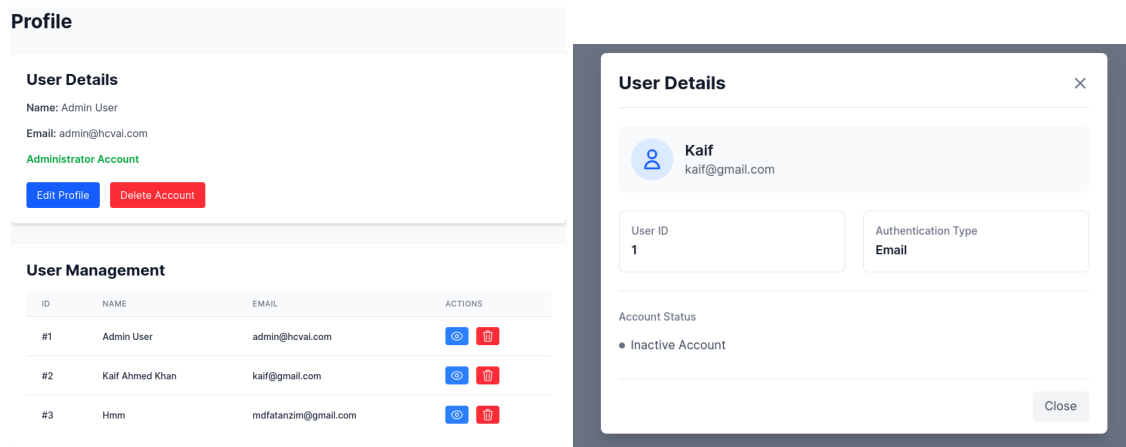 Profile
User Details
Name: Admin User
Email: admin@hcvai.com
Administrator Account
Edit Profile Delete Account
User Management
ID NAME EMAIL ACTIONS
#1 Admin User admin@hcvai.com
#2 Kaif Ahmed Khan kaif@gmail.com
#3 Hmm mdfatanzim@gmail.com
User Details
Kaif
kaif@gmail.com
User ID Authentication Type
1 Email
Account Status
Inactive Account
Close